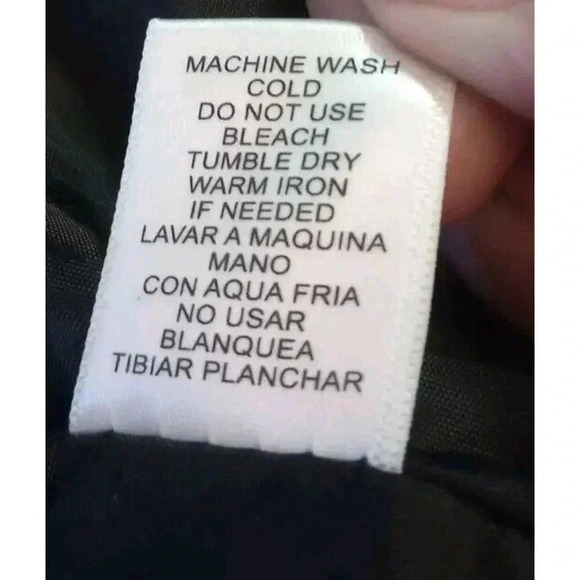 MACHINE WASH
COLD
DO NOT USE
BLEACH
TUMBLE DRY
WARM IRON
IF NEEDED
LAVAR A MAQUINA
MANO
CON AQUA FRIA
NO USAR
BLANQUEA
TIBIAR PLANCHAR